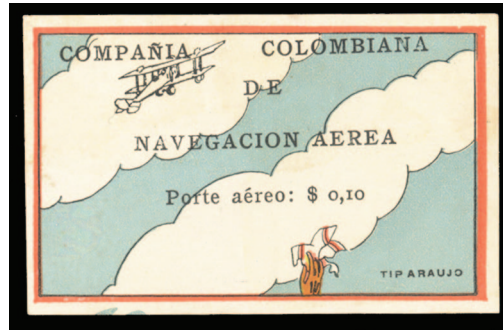 COMPAÑIA COLOMBIANA
DE
NAVEGACION AEREA
Porte aéreo: $ 0,10
TIP ARAUJO